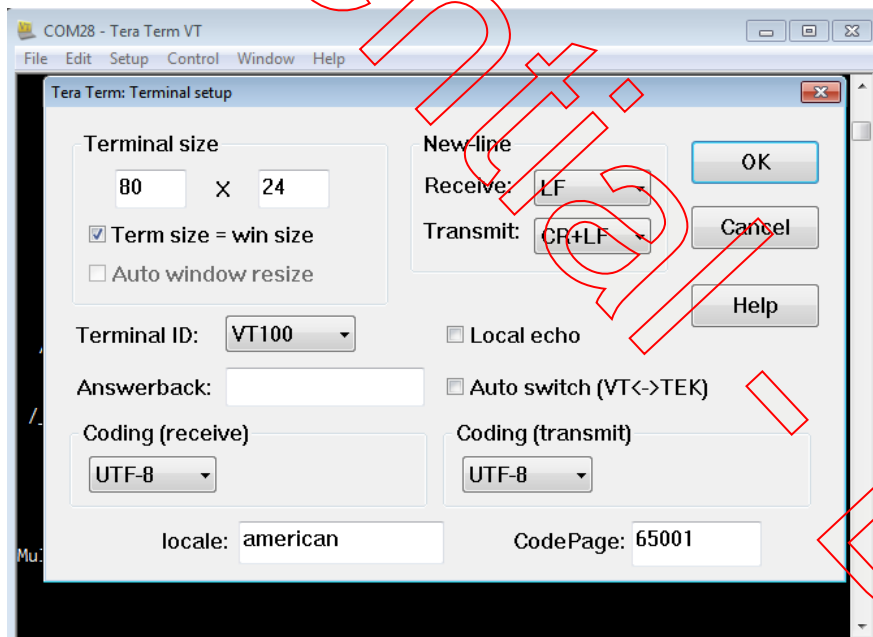 COM28 - Tera Term VT
File Edit Setup Control Window Help
Tera Term: Terminal setup
Terminal size
80 X 24
Term size = win size
Auto window resize
New-line
Receive: LF
Transmit: CR+LF
OK
Cancel
Help
Terminal ID: VT100
Local echo
Answerback:
Auto switch (VT<->TEK)
Coding (receive)
UTF-8
Coding (transmit)
UTF-8
locale: american
CodePage: 65001